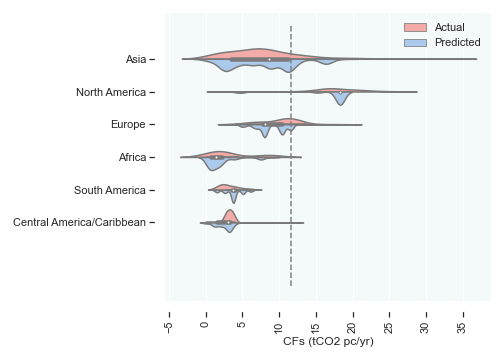 Actual
Predicted
Asia
North America
Europe
Africa
South America
Central America/Caribbean
-5 0 5 10 15 20 25 30 35
CFs (tCO2 pc/yr)